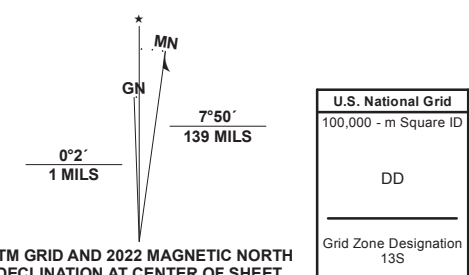 MN
GN
7°50´
139 MILS
0°2´
1 MILS
TM GRID AND 2022 MAGNETIC NORTH
DECLINATION AT CENTER OF SHEET
U.S. National Grid
100,000 - m Square ID
DD
Grid Zone Designation
13S